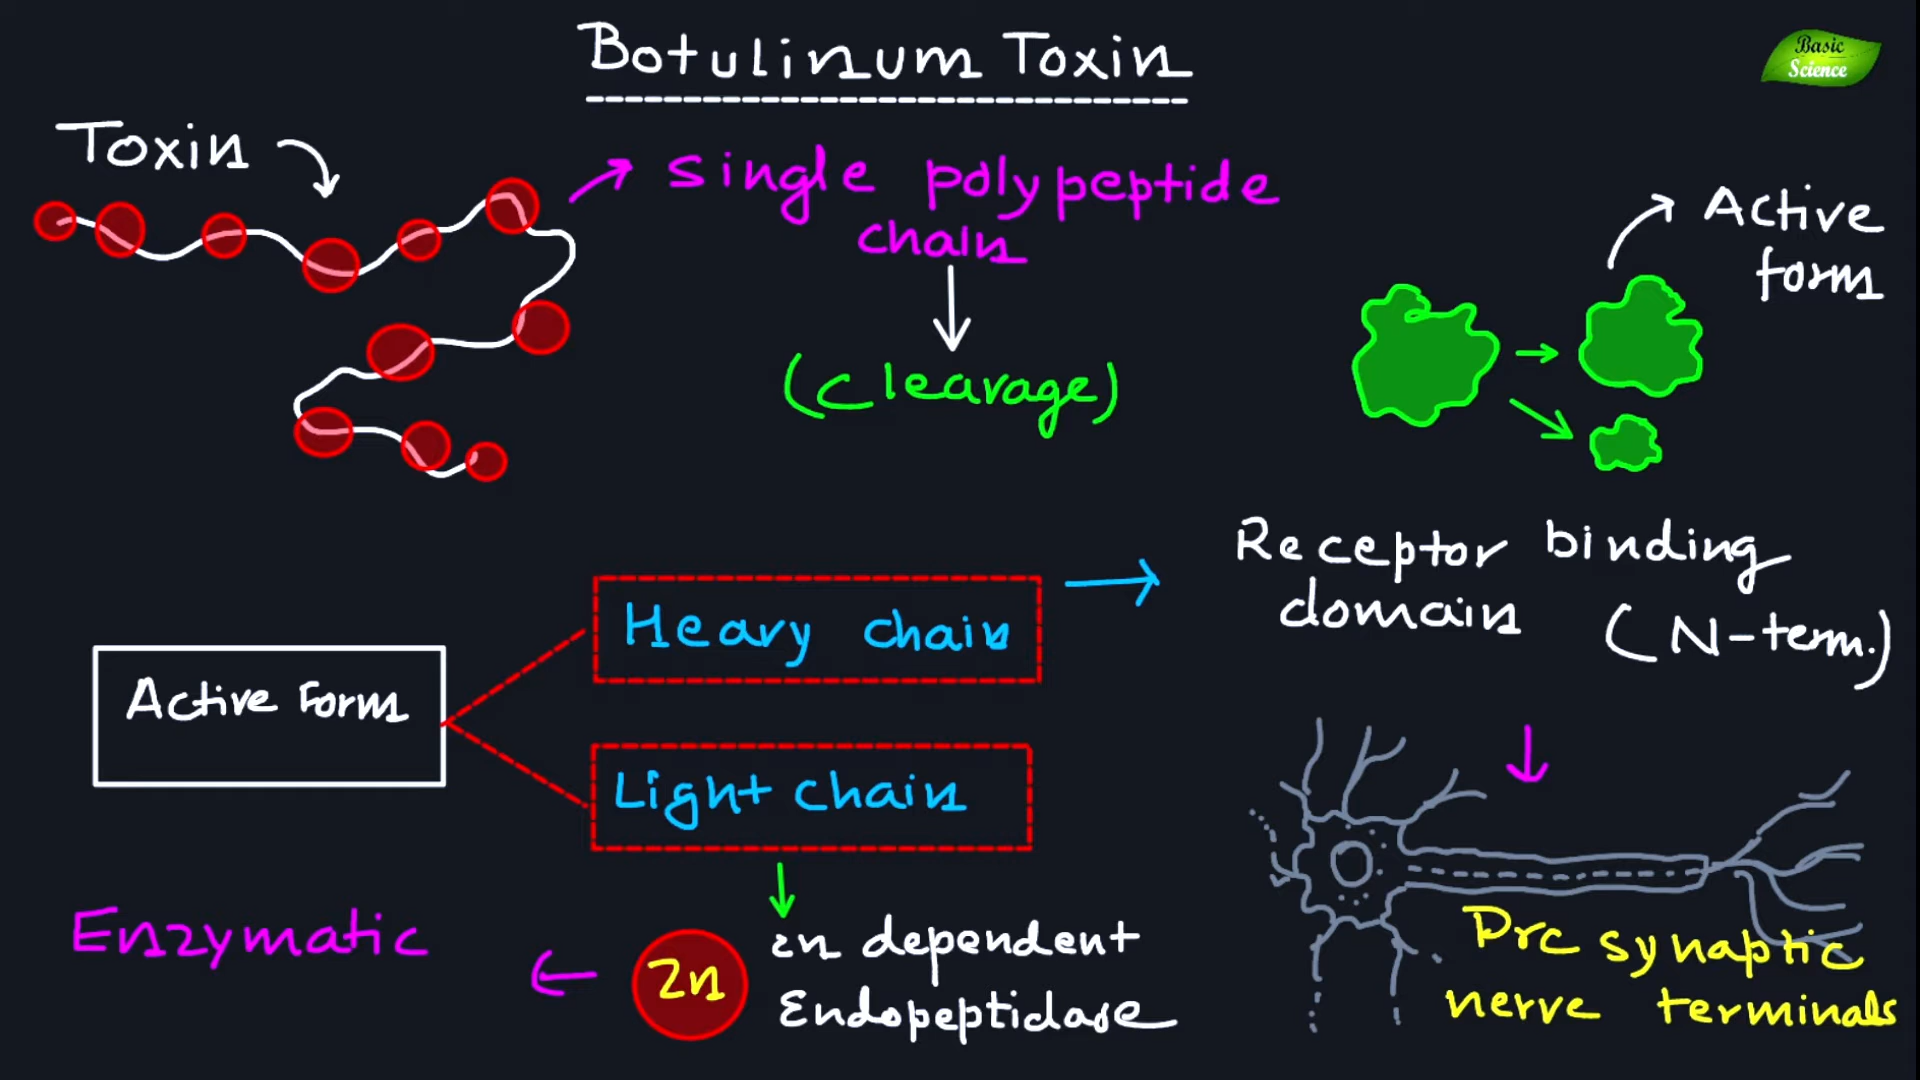 Botulinum Toxin
Basic
Science
Toxin
single polypeptide
chain
(cleavage)
Active
form
Active Form
Heavy chain
Light chain
Receptor binding
domain (N-term.)
Enzymatic
Zn
Zn dependent
Endopeptidase
Pre synaptic
nerve terminals